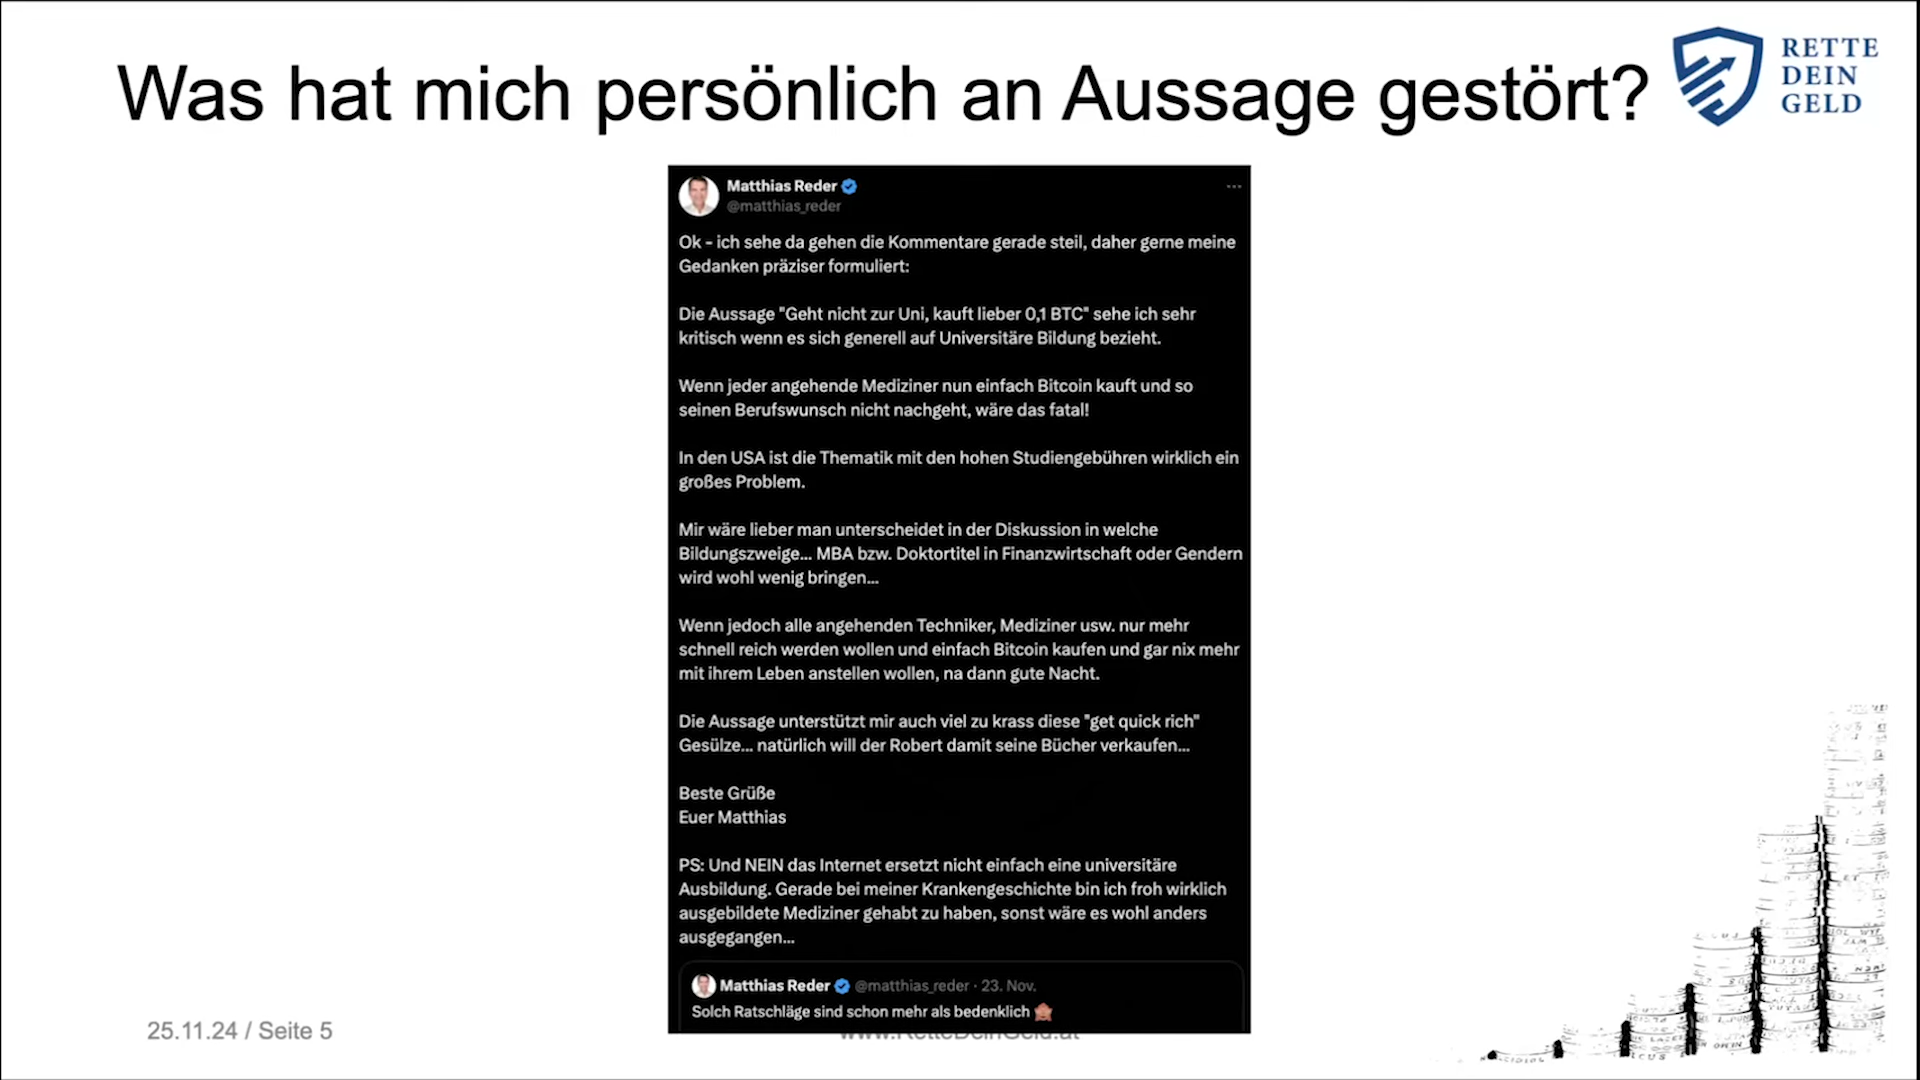 Was hat mich persönlich an Aussage gestört?
RETTE
DEIN
GELD
Matthias Reder
@matthias_reder
Ok - ich sehe da gehen die Kommentare gerade steil, daher gerne meine
Gedanken präziser formuliert:
Die Aussage "Geht nicht zur Uni, kauft lieber 0,1 BTC" sehe ich sehr
kritisch wenn es sich generell auf Universitäre Bildung bezieht.
Wenn jeder angehende Mediziner nun einfach Bitcoin kauft und so
seinen Berufswunsch nicht nachgeht, wäre das fatal!
In den USA ist die Thematik mit den hohen Studiengebühren wirklich ein
großes Problem.
Mir wäre lieber man unterscheidet in der Diskussion in welche
Bildungszweige... MBA bzw. Doktortitel in Finanzwirtschaft oder Gendern
wird wohl wenig bringen...
Wenn jedoch alle angehenden Techniker, Mediziner usw. nur mehr
schnell reich werden wollen und einfach Bitcoin kaufen und gar nix mehr
mit ihrem Leben anstellen wollen, na dann gute Nacht.
Die Aussage unterstützt mir auch viel zu krass diese "get quick rich"
Gesülze... natürlich will der Robert damit seine Bücher verkaufen...
Beste Grüße
Euer Matthias
PS: Und NEIN das Internet ersetzt nicht einfach eine universitäre
Ausbildung. Gerade bei meiner Krankengeschichte bin ich froh wirklich
ausgebildete Mediziner gehabt zu haben, sonst wäre es wohl anders
ausgegangen...
Matthias Reder @matthias_reder · 23. Nov.
Solch Ratschläge sind schon mehr als bedenklich 🙈
25.11.24 / Seite 5
www.RetteDeinGeld.at